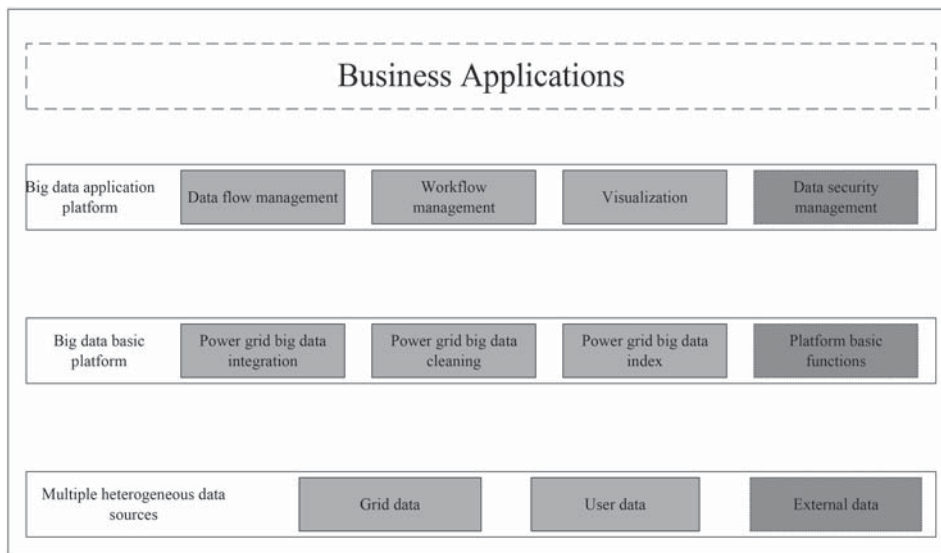 Business Applications
Big data application
platform
Data flow management
Workflow
management
Visualization
Data security
management
Big data basic
platform
Power grid big data
integration
Power grid big data
cleaning
Power grid big data
index
Platform basic
functions
Multiple heterogeneous data
sources
Grid data
User data
External data